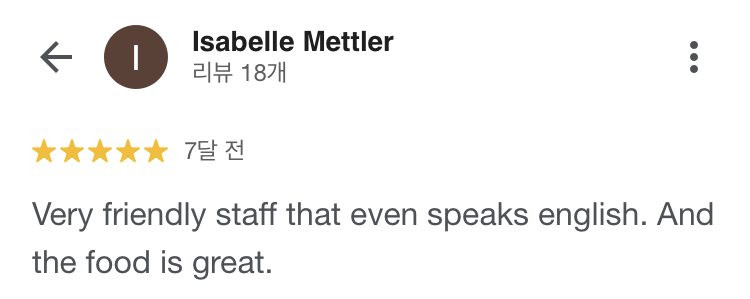 I
Isabelle Mettler
리뷰 18개
7달 전
Very friendly staff that even speaks english. And
the food is great.